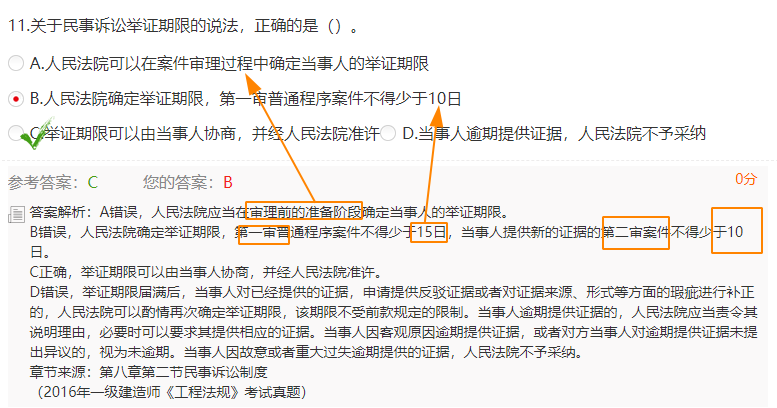 11.关于民事诉讼举证期限的说法，正确的是（）。
A.人民法院可以在案件审理过程中确定当事人的举证期限
B.人民法院确定举证期限，第一审普通程序案件不得少于10日
C.举证期限可以由当事人协商，并经人民法院准许 D.当事人逾期提供证据，人民法院不予采纳
参考答案：C 您的答案：B 0分
答案解析：A错误，人民法院应当在审理前的准备阶段确定当事人的举证期限。
B错误，人民法院确定举证期限，第一审普通程序案件不得少于15日，当事人提供新的证据的第二审案件不得少于10
日。
C正确，举证期限可以由当事人协商，并经人民法院准许。
D错误，举证期限届满后，当事人对已经提供的证据，申请提供反驳证据或者对证据来源、形式等方面的瑕疵进行补正
的，人民法院可以酌情再次确定举证期限，该期限不受前款规定的限制。当事人逾期提供证据的，人民法院应当责令其
说明理由，必要时可以要求其提供相应的证据。当事人因客观原因逾期提供证据，或者对方当事人对逾期提供证据未提
出异议的，视为未逾期。当事人因故意或者重大过失逾期提供的证据，人民法院不予采纳。
章节来源：第八章第二节民事诉讼制度
（2016年一级建造师《工程法规》考试真题）